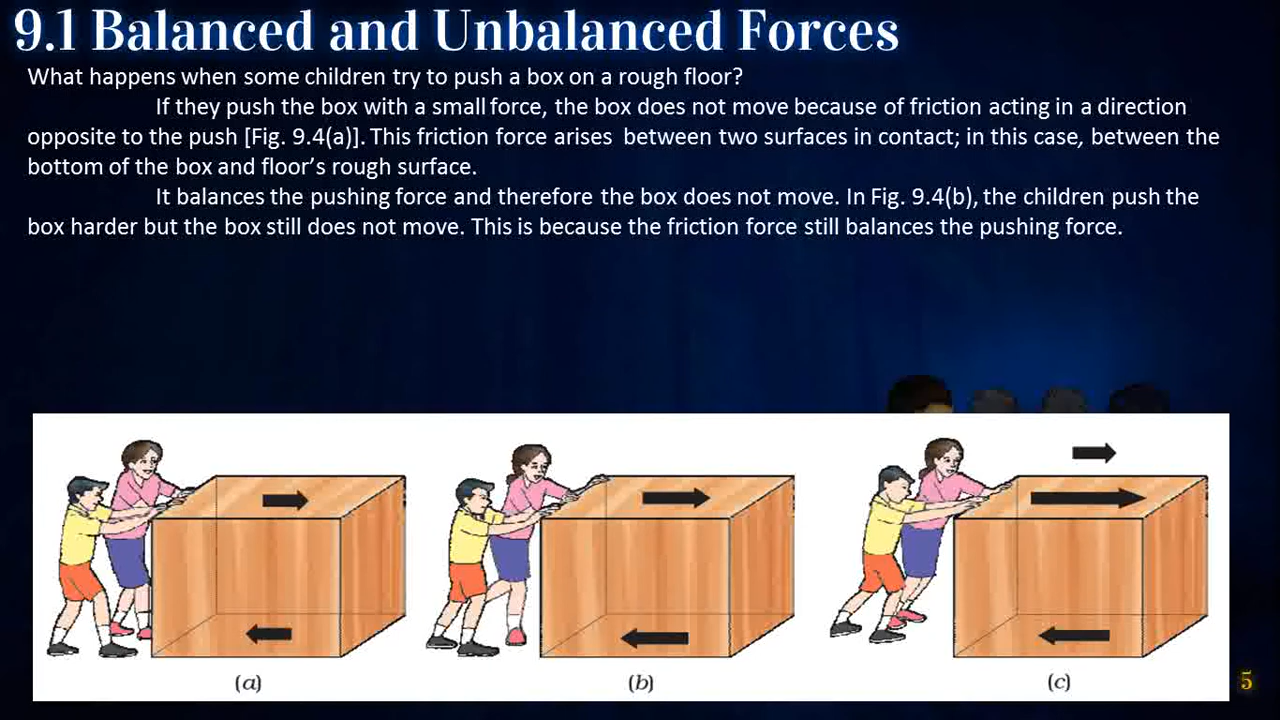 9.1 Balanced and Unbalanced Forces
What happens when some children try to push a box on a rough floor?
If they push the box with a small force, the box does not move because of friction acting in a direction
opposite to the push [Fig. 9.4(a)]. This friction force arises between two surfaces in contact; in this case, between the
bottom of the box and floor’s rough surface.
It balances the pushing force and therefore the box does not move. In Fig. 9.4(b), the children push the
box harder but the box still does not move. This is because the friction force still balances the pushing force.
(a)
(b)
(c)
5